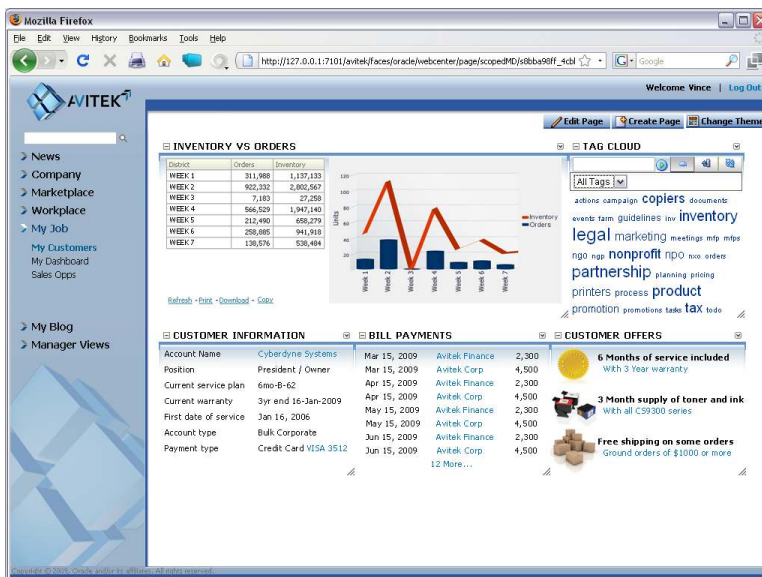 Mozilla Firefox
File Edit View History Bookmarks Tools Help
http://127.0.0.1:7101/avitek/faces/oracle/webcenter/page/scopedMD/s8bba98ff_4cbl
Google
Welcome Vince | Log Out
AVITEK
Edit Page Create Page Change Theme
News
Company
Marketplace
Workplace
My Job
My Customers
My Dashboard
Sales Opps
My Blog
Manager Views
INVENTORY VS ORDERS
District Orders Inventory
WEEK 1 311,988 1,137,133
WEEK 2 922,332 2,802,567
WEEK 3 7,183 27,258
WEEK 4 566,529 1,947,140
WEEK 5 212,490 658,279
WEEK 6 258,885 941,918
WEEK 7 138,576 538,484
Refresh Print Download Copy
Units
120
100
80
60
40
20
Week 1 Week 2 Week 3 Week 4 Week 5 Week 6 Week 7
Inventory
Orders
TAG CLOUD
All Tags
actions campaign copiers documents
events farm guidelines inv inventory
legal marketing meetings mfp mfps
ngo ngp nonprofit npo nxo orders
partnership planning pricing
printers process product
promotion promotions tasks tax todo
CUSTOMER INFORMATION
Account Name Cyberdyne Systems
Position President / Owner
Current service plan 6mo-B-62
Current warranty 3yr end 16-Jan-2009
First date of service Jan 16, 2006
Account type Bulk Corporate
Payment type Credit Card VISA 3512
BILL PAYMENTS
Mar 15, 2009 Avitek Finance 2,300
Mar 15, 2009 Avitek Corp 4,500
Apr 15, 2009 Avitek Finance 2,300
Apr 15, 2009 Avitek Corp 4,500
May 15, 2009 Avitek Finance 2,300
May 15, 2009 Avitek Corp 4,500
Jun 15, 2009 Avitek Finance 2,300
Jun 15, 2009 Avitek Corp 4,500
12 More...
CUSTOMER OFFERS
6 Months of service included
With 3 Year warranty
3 Month supply of toner and ink
With all CS9300 series
Free shipping on some orders
Ground orders of $1000 or more
Oracle and/or its affiliates. All rights reserved.